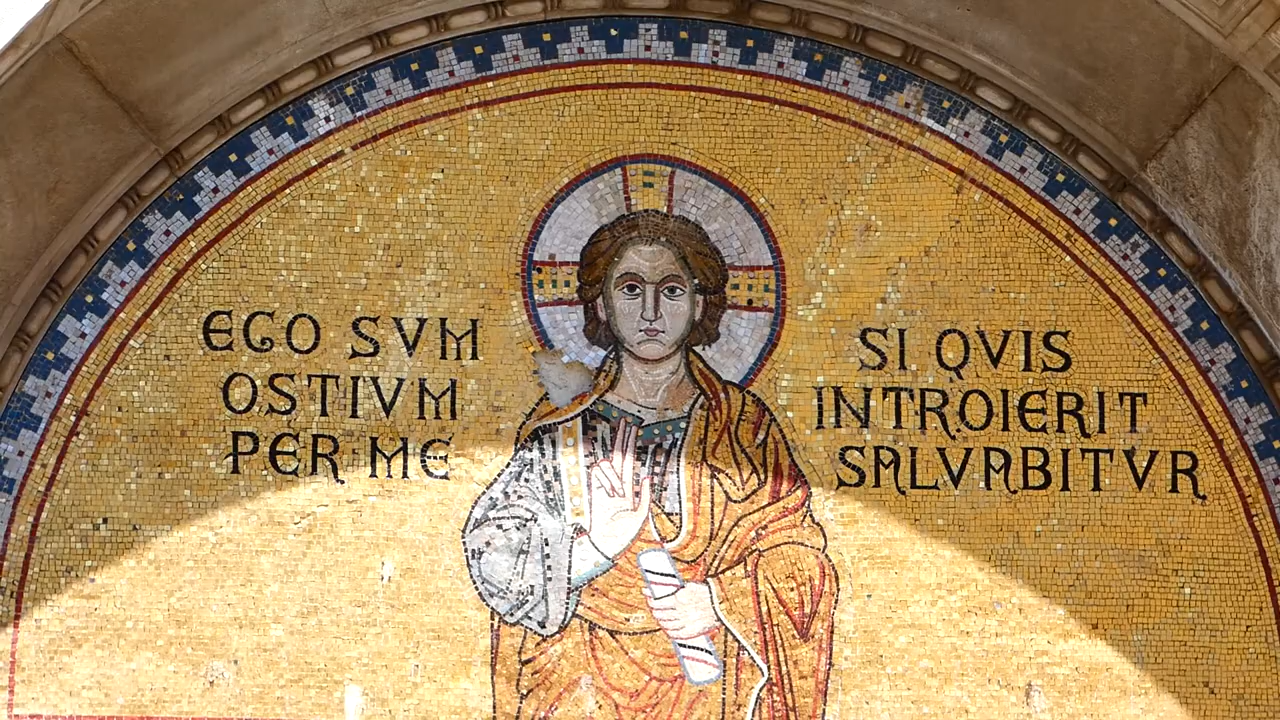 EGO SVM
OSTIVM
PER ME
SI QVIS
INTROIERIT
SALVABITVR